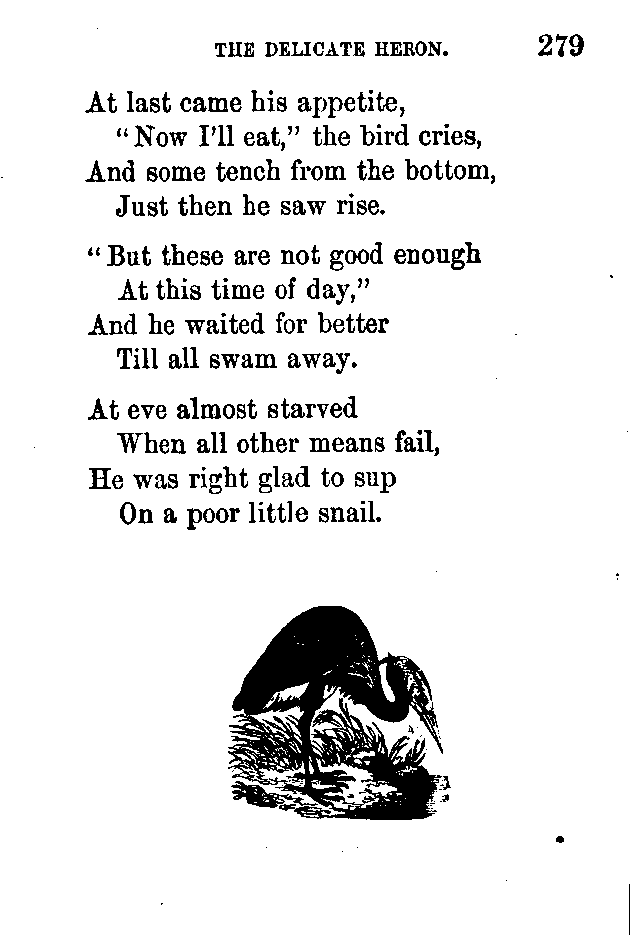 THE DELICATE HERON. 279
At last came his appetite,
"Now I'll eat," the bird cries,
And some tench from the bottom,
Just then he saw rise.
"But these are not good enough
At this time of day,"
And he waited for better
Till all swam away.
At eve almost starved
When all other means fail,
He was right glad to sup
On a poor little snail.